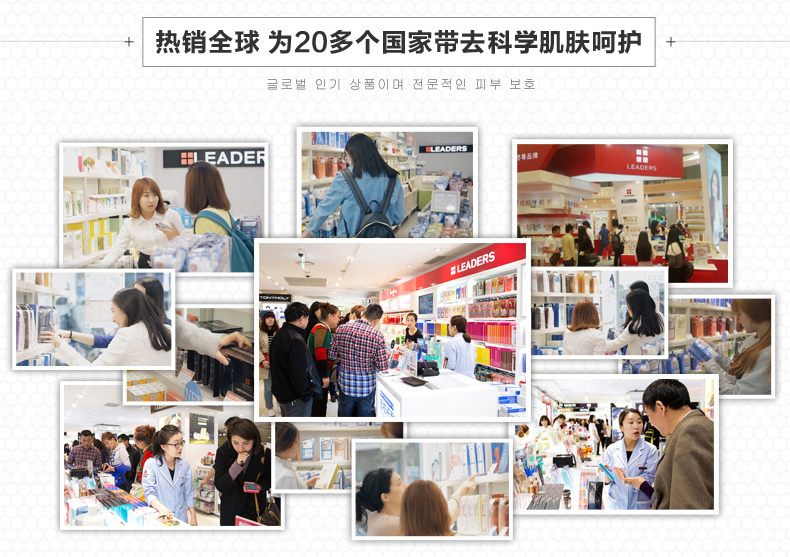 热销全球 为20多个国家带去科学肌肤呵护
글로벌 인기 상품이며 전문적인 피부 보호
LEADERS
LEADERS
LEADERS
LEADERS
TONYMOLY